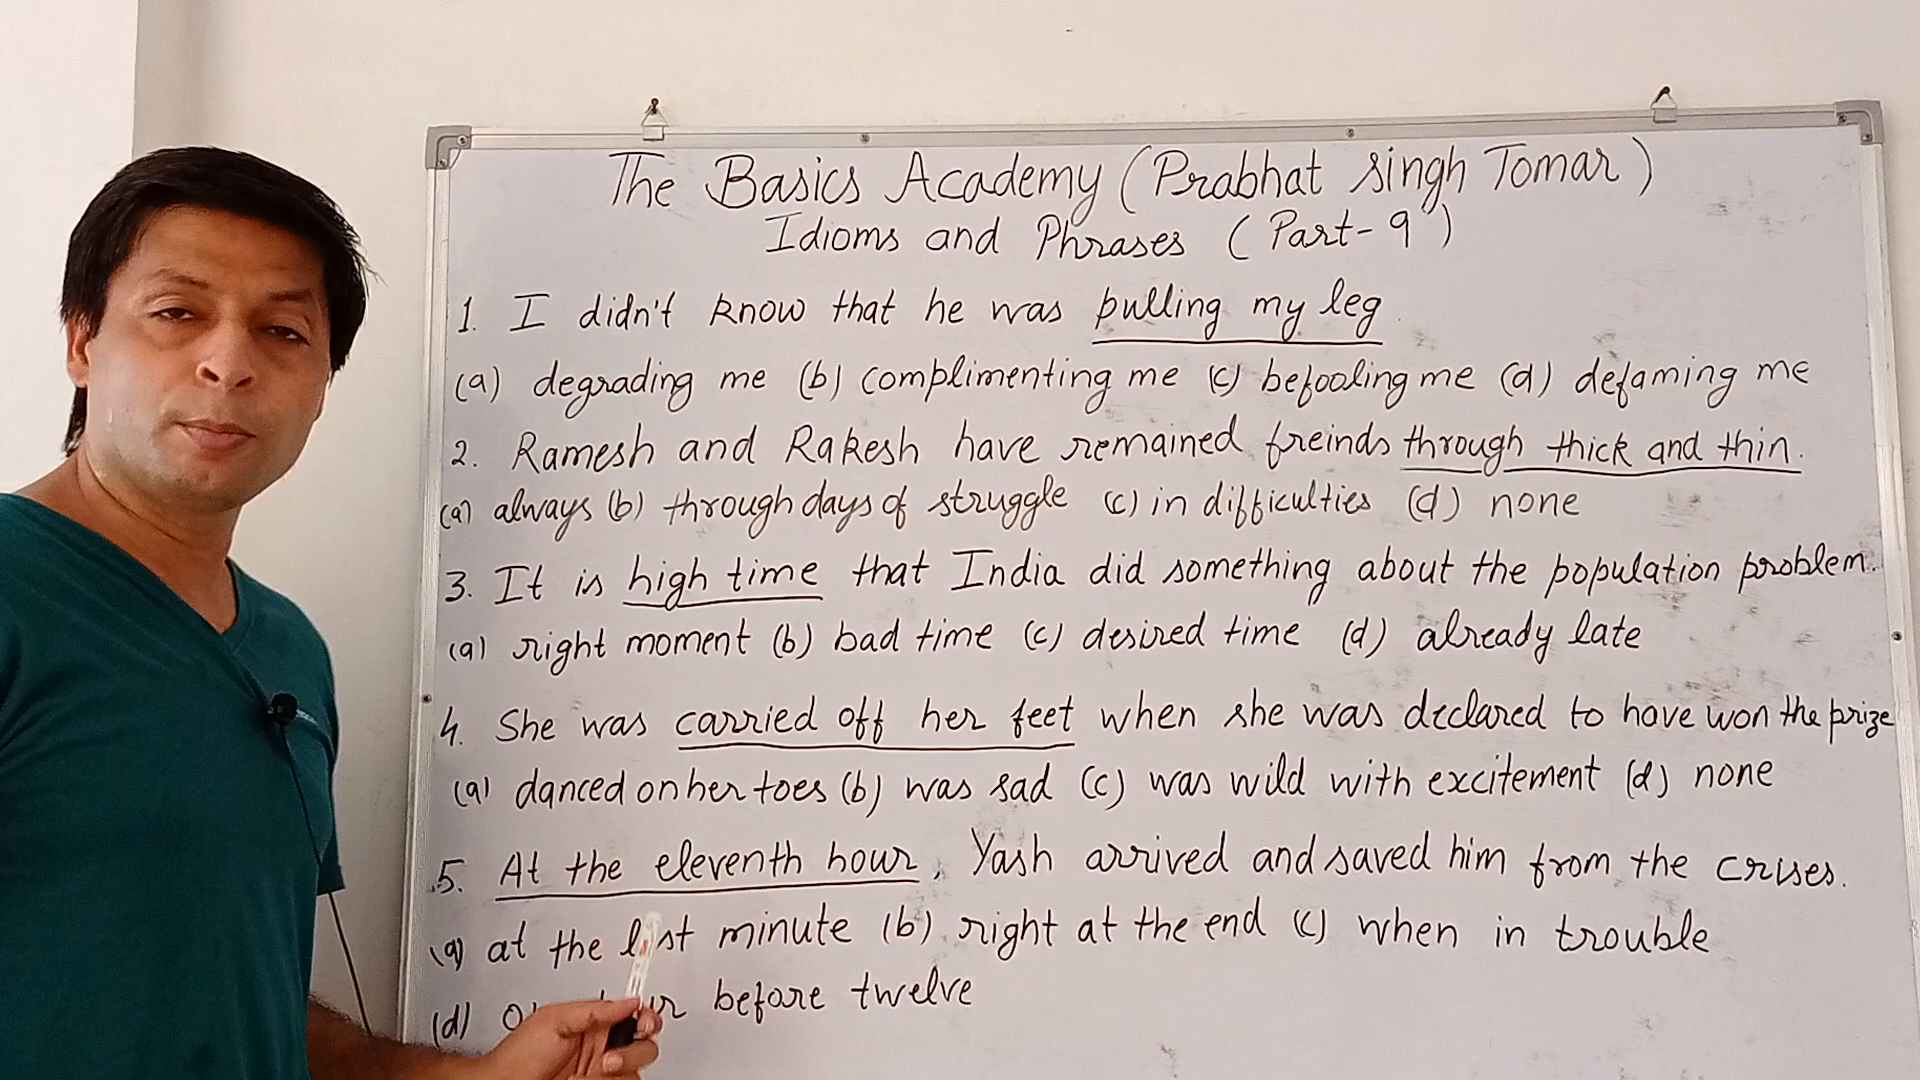 The Basics Academy (Prabhat Singh Tomar)
Idioms and Phrases (Part-9)
1. I didn't know that he was pulling my leg.
(a) degrading me (b) complimenting me (c) befooling me (d) defaming me
2. Ramesh and Rakesh have remained freinds through thick and thin.
(a) always (b) through days of struggle (c) in difficulties (d) none
3. It is high time that India did something about the population problem.
(a) right moment (b) bad time (c) desired time (d) already late
4. She was carried off her feet when she was declared to have won the prize
(a) danced on her toes (b) was sad (c) was wild with excitement (d) none
5. At the eleventh hour, Yash arrived and saved him from the crises.
(a) at the last minute (b) right at the end (c) when in trouble
(d) before twelve